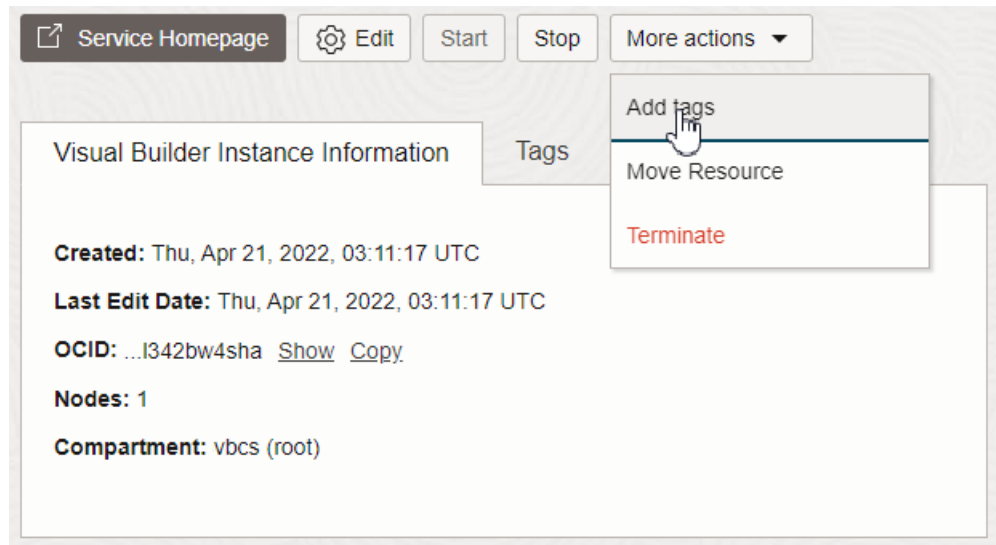 Service Homepage Edit Start Stop More actions
Add tags
Visual Builder Instance Information Tags
Move Resource
Terminate
Created: Thu, Apr 21, 2022, 03:11:17 UTC
Last Edit Date: Thu, Apr 21, 2022, 03:11:17 UTC
OCID: ...l342bw4sha Show Copy
Nodes: 1
Compartment: vbcs (root)